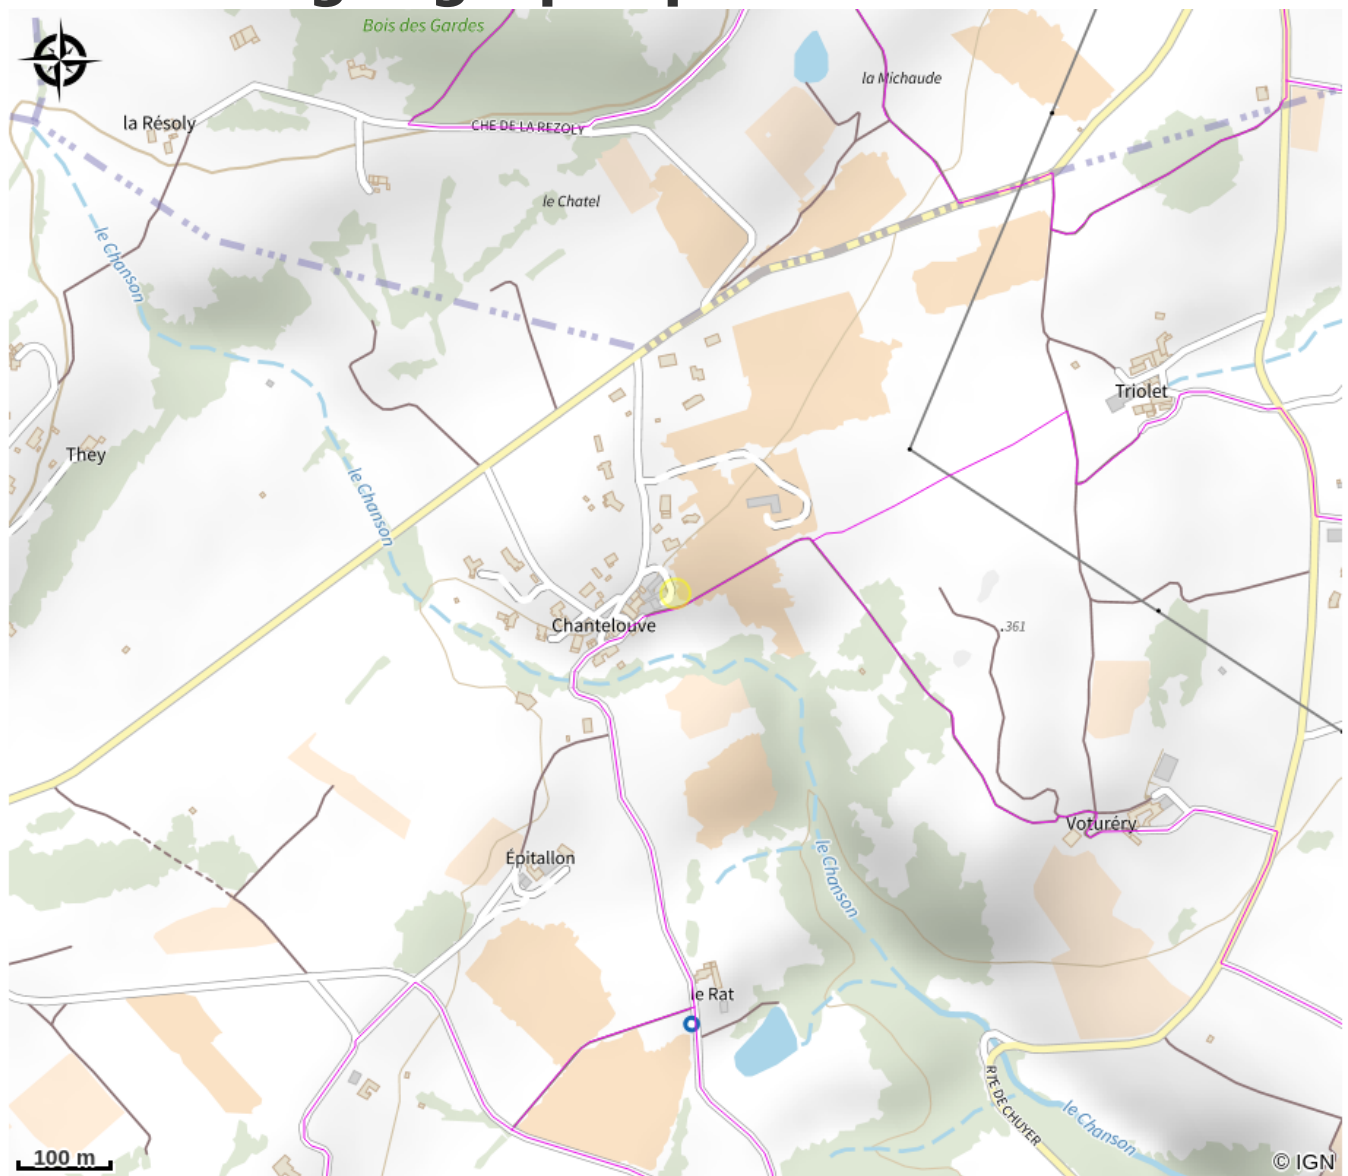 Bois des Gardes
la Michaude
la Résoly
CHE DE LA REZOLY
le Chatel
le Chanson
Triolet
They
le Chanson
Chantelouve
.361
Voturéry
Épitallon
le Chanson
le Rat
RTE DE CHUYER
le Chanson
100 m
© IGN